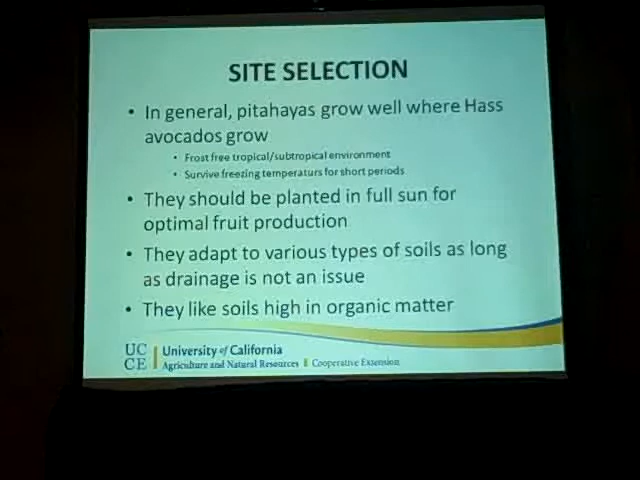 SITE SELECTION
• In general, pitahayas grow well where Hass
avocados grow
• Frost free tropical/subtropical environment
• Survive freezing temperaturs for short periods
• They should be planted in full sun for
optimal fruit production
• They adapt to various types of soils as long
as drainage is not an issue
• They like soils high in organic matter
UC
CE
University of California
Agriculture and Natural Resources Cooperative Extension